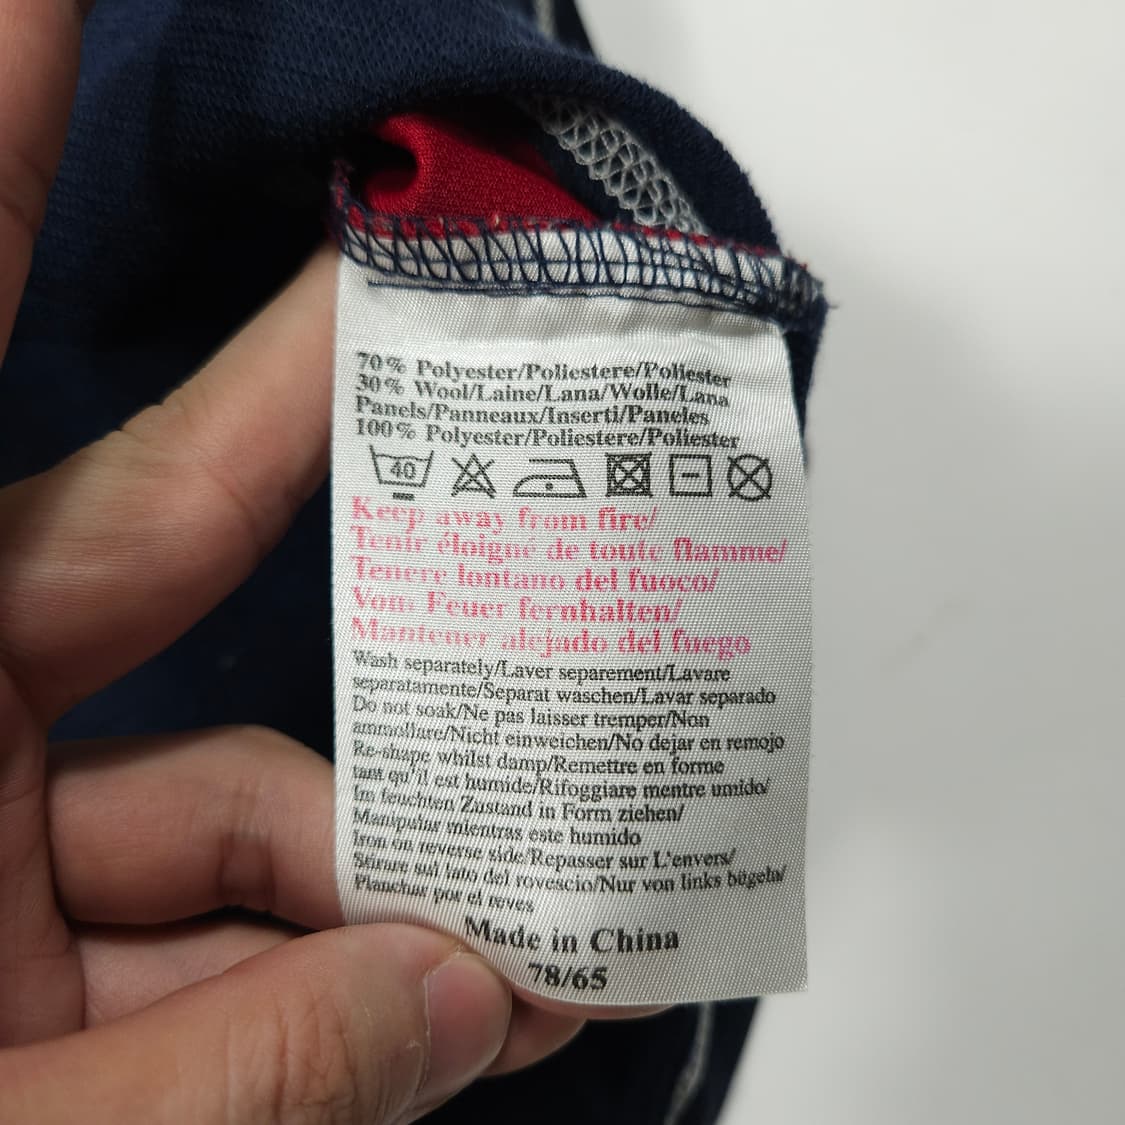 70% Polyester/Poliestere/Poliester
30% Wool/Laine/Lana/Wolle/Lana
Panels/Panneaux/Inserti/Paneles
100% Polyester/Poliestere/Poliester
40
Keep away from fire/
Tenir éloigné de toute flamme/
Tenere lontano del fuoco/
Vom Feuer fernhalten/
Mantener alejado del fuego
Wash separately/Laver separement/Lavare
separatamente/Separat waschen/Lavar separado
Do not soak/Ne pas laisser tremper/Non
ammollare/Nicht einweichen/No dejar en remojo
Re-shape whilst damp/Remettre en forme
tant qu'il est humide/Rifoggiare mentre umido/
Im feuchten Zustand in Form ziehen/
Manipular mientras este humido
Iron on reverse side/Repasser sur L'envers/
Stirare sul lato del rovescio/Nur von links bügeln/
Planchar por el reves
Made in China
78/65